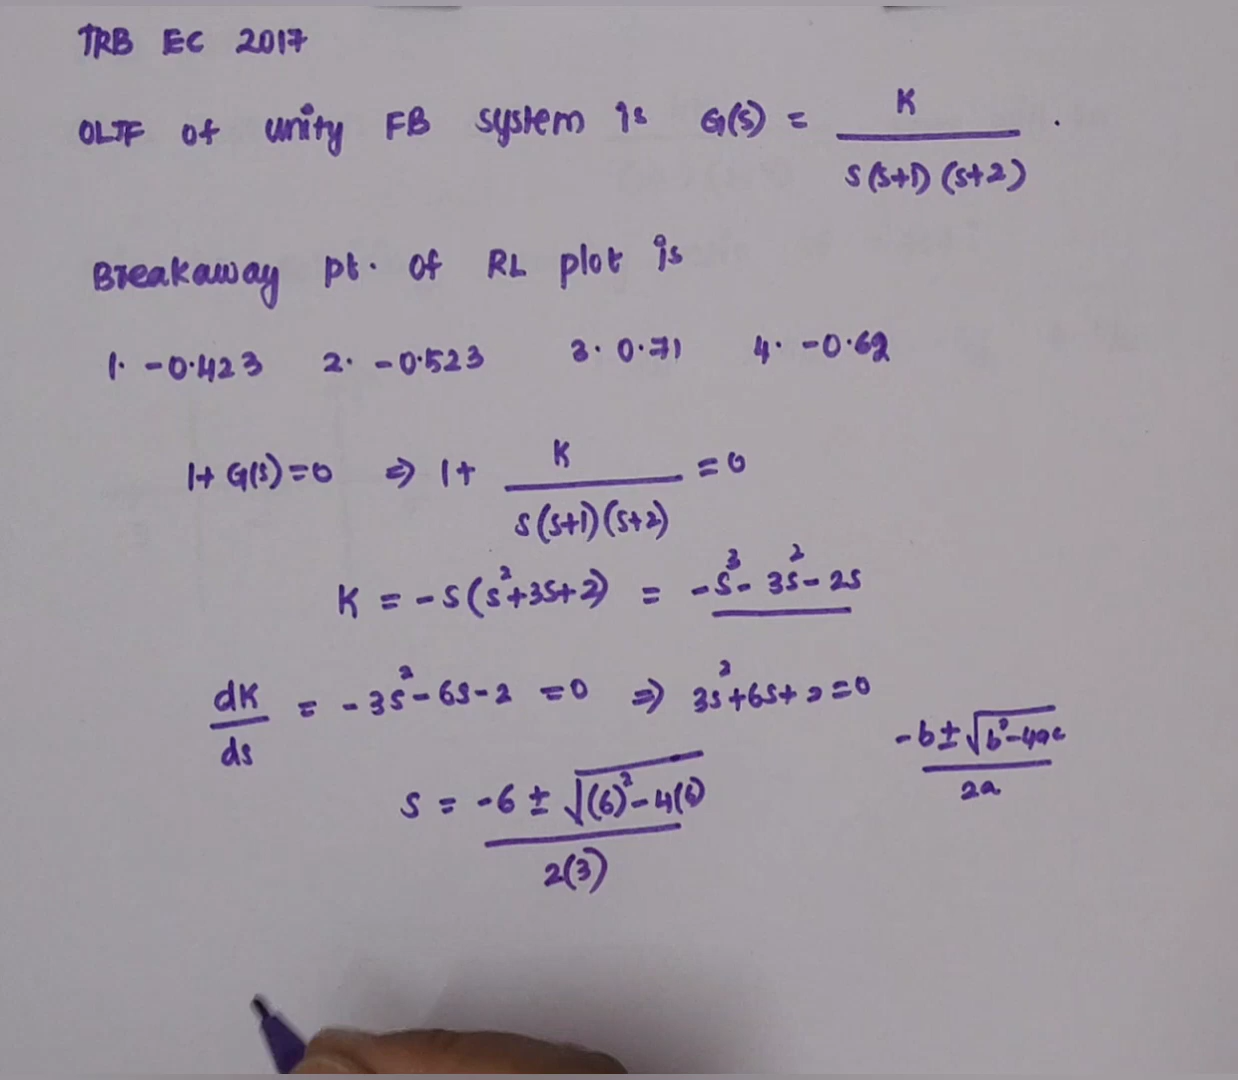 TRB EC 2017
OLTF of unity FB system is G(s) = K / s(s+1)(s+2) .
Breakaway pt. of RL plot is
1. -0.423 2. -0.523 3. 0.71 4. -0.62
1+ G(s)=0 ⇒ 1+ K / s(s+1)(s+2) =0
K = -s(s²+3s+2) = -s³- 3s²- 2s
dK/ds = -3s²-6s-2 =0 ⇒ 3s²+6s+2=0
-b±√b²-4ac / 2a
s = -6 ± √(6)²-4(6) / 2(3)